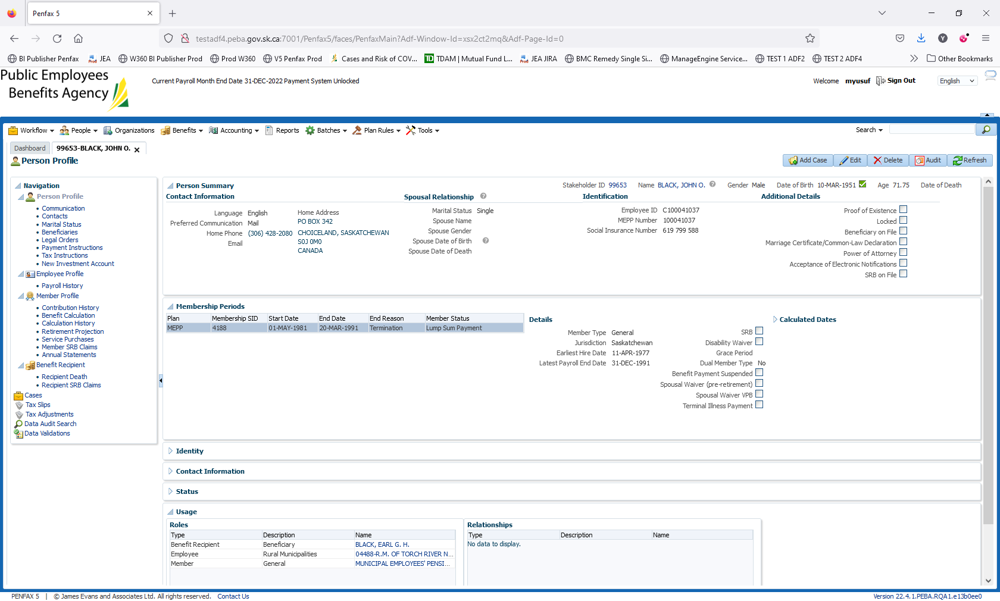 Penfax 5
testadf4.peba.gov.sk.ca:7001/Penfax5/faces/PenfaxMain?Adf-Window-Id=xsx2ct2mq&Adf-Page-Id=0
BI Publisher Penfax JEA W360 BI Publisher Prod Prod W360 V5 Penfax Prod Cases and Risk of COV... TD TDAM | Mutual Fund L... JEA JIRA BMC Remedy Single Si... ManageEngine Service... TEST 1 ADF2 TEST 2 ADF4 Other Bookmarks
Public Employees
Benefits Agency
Current Payroll Month End Date 31-DEC-2022 Payment System Unlocked
Welcome myusuf Sign Out English
Workflow People Organizations Benefits Accounting Reports Batches Plan Rules Tools Search
Dashboard 99653-BLACK, JOHN O.
Person Profile
Add Case Edit Delete Audit Refresh
Navigation
Person Profile
Communication
Contacts
Marital Status
Beneficiaries
Legal Orders
Payment Instructions
Tax Instructions
New Investment Account
Employee Profile
Payroll History
Member Profile
Contribution History
Benefit Calculation
Calculation History
Retirement Projection
Service Purchases
Member SRB Claims
Annual Statements
Benefit Recipient
Recipient Death
Recipient SRB Claims
Cases
Tax Slips
Tax Adjustments
Data Audit Search
Data Validations
Person Summary
Stakeholder ID 99653 Name BLACK, JOHN O. Gender Male Date of Birth 10-MAR-1951 Age 71.75 Date of Death
Contact Information
Language English
Preferred Communication Mail
Home Phone (306) 428-2080
Email
Home Address
PO BOX 342
CHOICELAND, SASKATCHEWAN
S0J 0M0
CANADA
Spousal Relationship
Marital Status Single
Spouse Name
Spouse Gender
Spouse Date of Birth
Spouse Date of Death
Identification
Employee ID C100041037
MEPP Number 100041037
Social Insurance Number 619 799 588
Additional Details
Proof of Existence
Locked
Beneficiary on File
Marriage Certificate/Common-Law Declaration
Power of Attorney
Acceptance of Electronic Notifications
SRB on File
Membership Periods
Plan Membership SID Start Date End Date End Reason Member Status
MEPP 4188 01-MAY-1981 20-MAR-1991 Termination Lump Sum Payment
Details
Member Type General
Jurisdiction Saskatchewan
Earliest Hire Date 11-APR-1977
Latest Payroll End Date 31-DEC-1991
SRB
Disability Waiver
Grace Period
Dual Member Type No
Benefit Payment Suspended
Spousal Waiver (pre-retirement)
Spousal Waiver VPB
Terminal Illness Payment
Calculated Dates
Identity
Contact Information
Status
Usage
Roles
Type Description Name
Benefit Recipient Beneficiary BLACK, EARL G. H.
Employee Rural Municipalities 04488-R.M. OF TORCH RIVER N...
Member General MUNICIPAL EMPLOYEES' PENSI...
Relationships
Type Description Name
No data to display.
PENFAX 5 | © James Evans and Associates Ltd. All rights reserved. Contact Us
Version 22.4.1.PEBA.RQA1.e13b0ee0